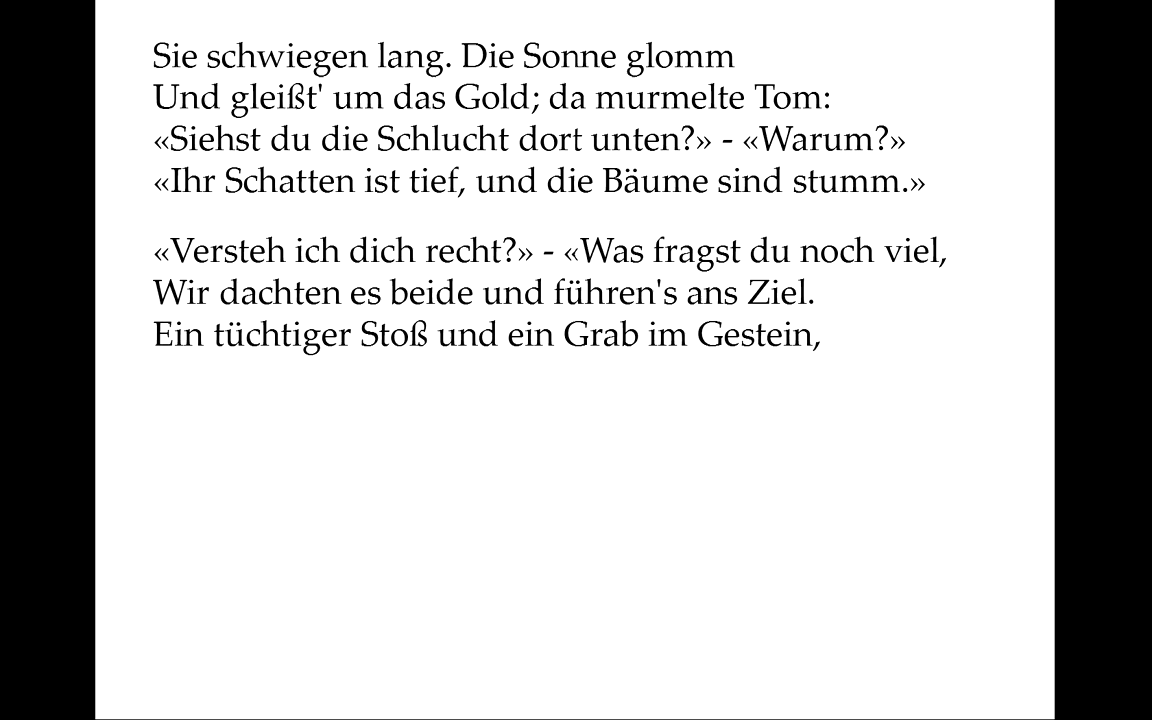 Sie schwiegen lang. Die Sonne glomm
Und gleißt' um das Gold; da murmelte Tom:
«Siehst du die Schlucht dort unten?» - «Warum?»
«Ihr Schatten ist tief, und die Bäume sind stumm.»
«Versteh ich dich recht?» - «Was fragst du noch viel,
Wir dachten es beide und führen's ans Ziel.
Ein tüchtiger Stoß und ein Grab im Gestein,